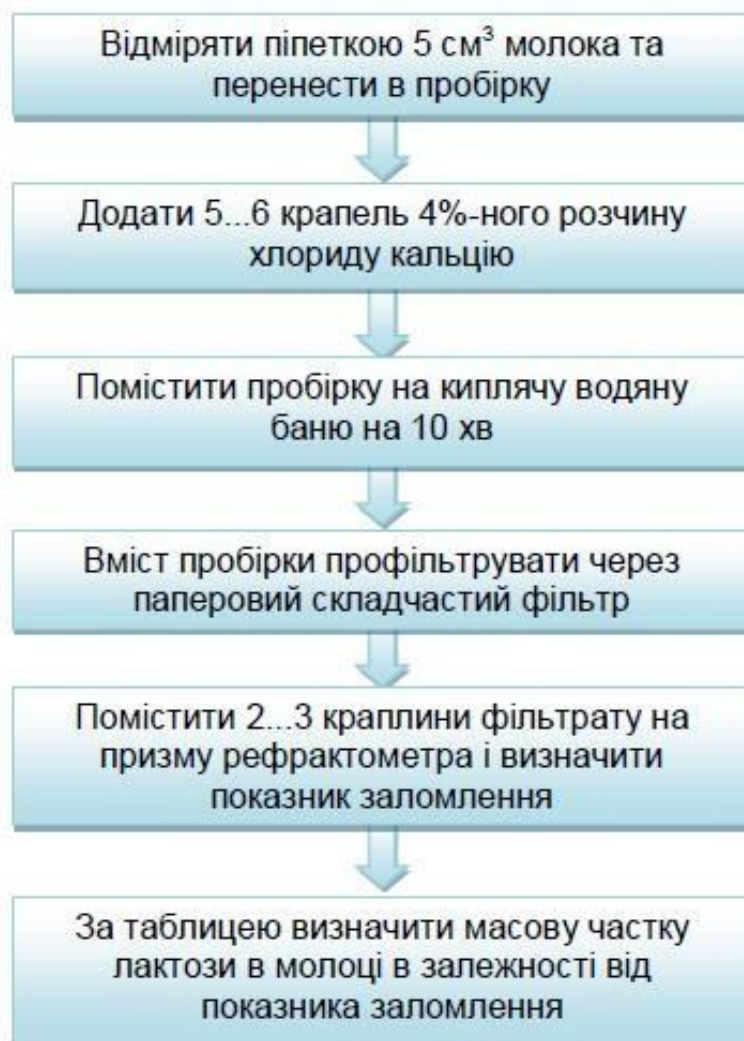 Відміряти піпеткою 5 см³ молока та
перенести в пробірку
Додати 5...6 крапель 4%-ного розчину
хлориду кальцію
Помістити пробірку на киплячу водяну
баню на 10 хв
Вміст пробірки профільтрувати через
паперовий складчастий фільтр
Помістити 2...3 краплини фільтрату на
призму рефрактометра і визначити
показник заломлення
За таблицею визначити масову частку
лактози в молоці в залежності від
показника заломлення